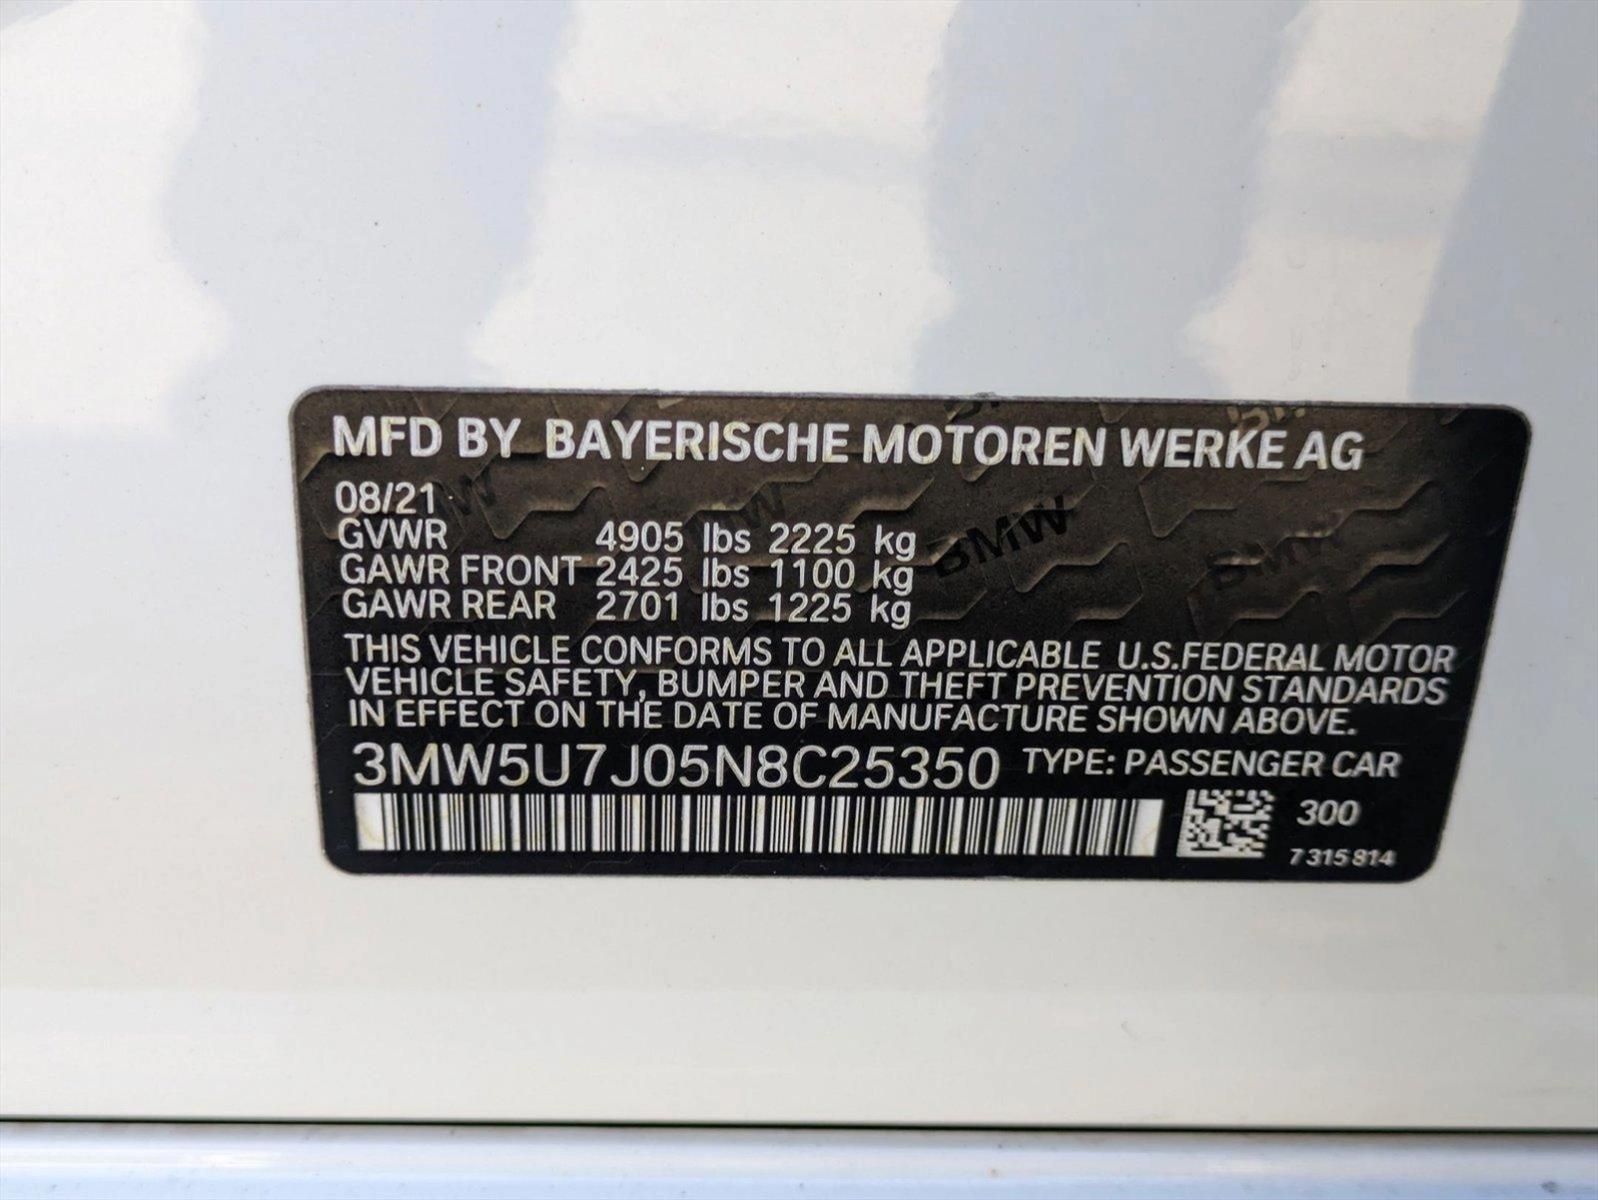 MFD BY BAYERISCHE MOTOREN WERKE AG
08/21
GVWR 4905 lbs 2225 kg
GAWR FRONT 2425 lbs 1100 kg
GAWR REAR 2701 lbs 1225 kg
THIS VEHICLE CONFORMS TO ALL APPLICABLE U.S.FEDERAL MOTOR
VEHICLE SAFETY, BUMPER AND THEFT PREVENTION STANDARDS
IN EFFECT ON THE DATE OF MANUFACTURE SHOWN ABOVE.
3MW5U7J05N8C25350 TYPE: PASSENGER CAR
300
7 315 814
BMW
BMW